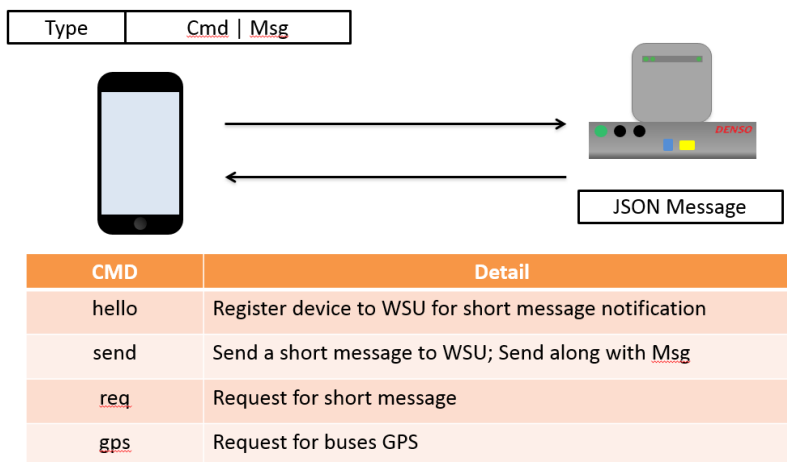 Type
Cmd | Msg
DENSO
JSON Message
CMD Detail
hello Register device to WSU for short message notification
send Send a short message to WSU; Send along with Msg
req Request for short message
gps Request for buses GPS